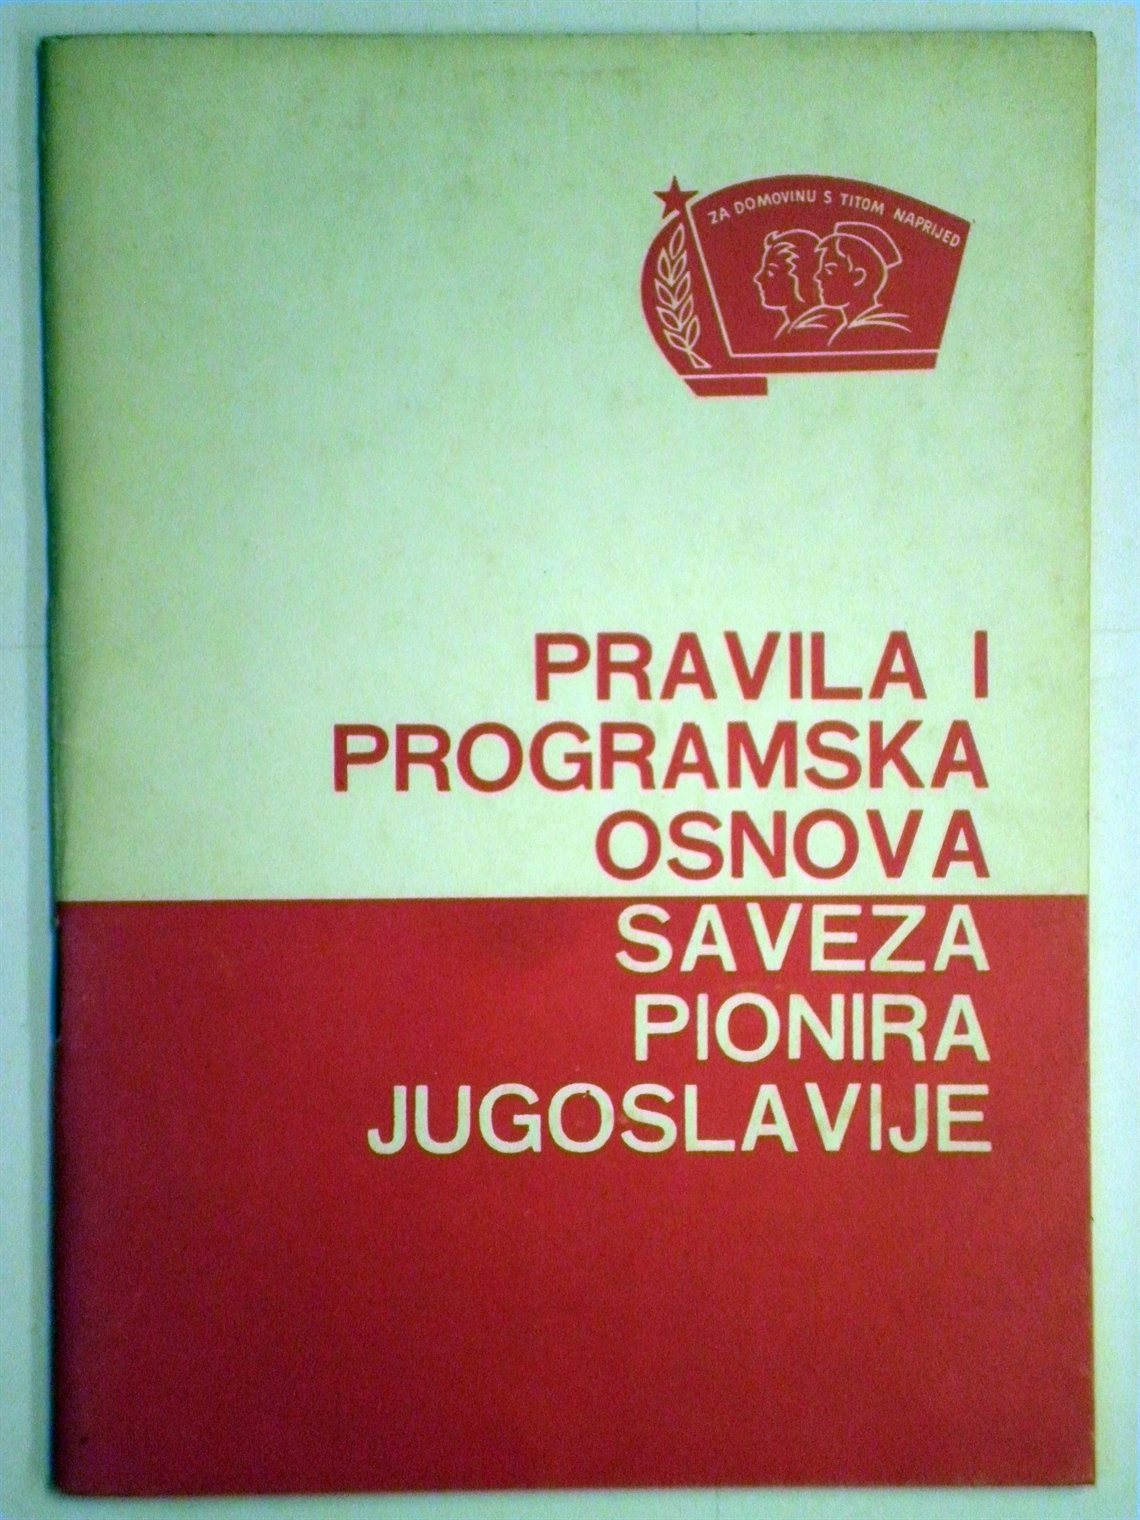 ZA DOMOVINU S TITOM NAPRIJED
PRAVILA I
PROGRAMSKA
OSNOVA
SAVEZA
PIONIRA
JUGOSLAVIJE